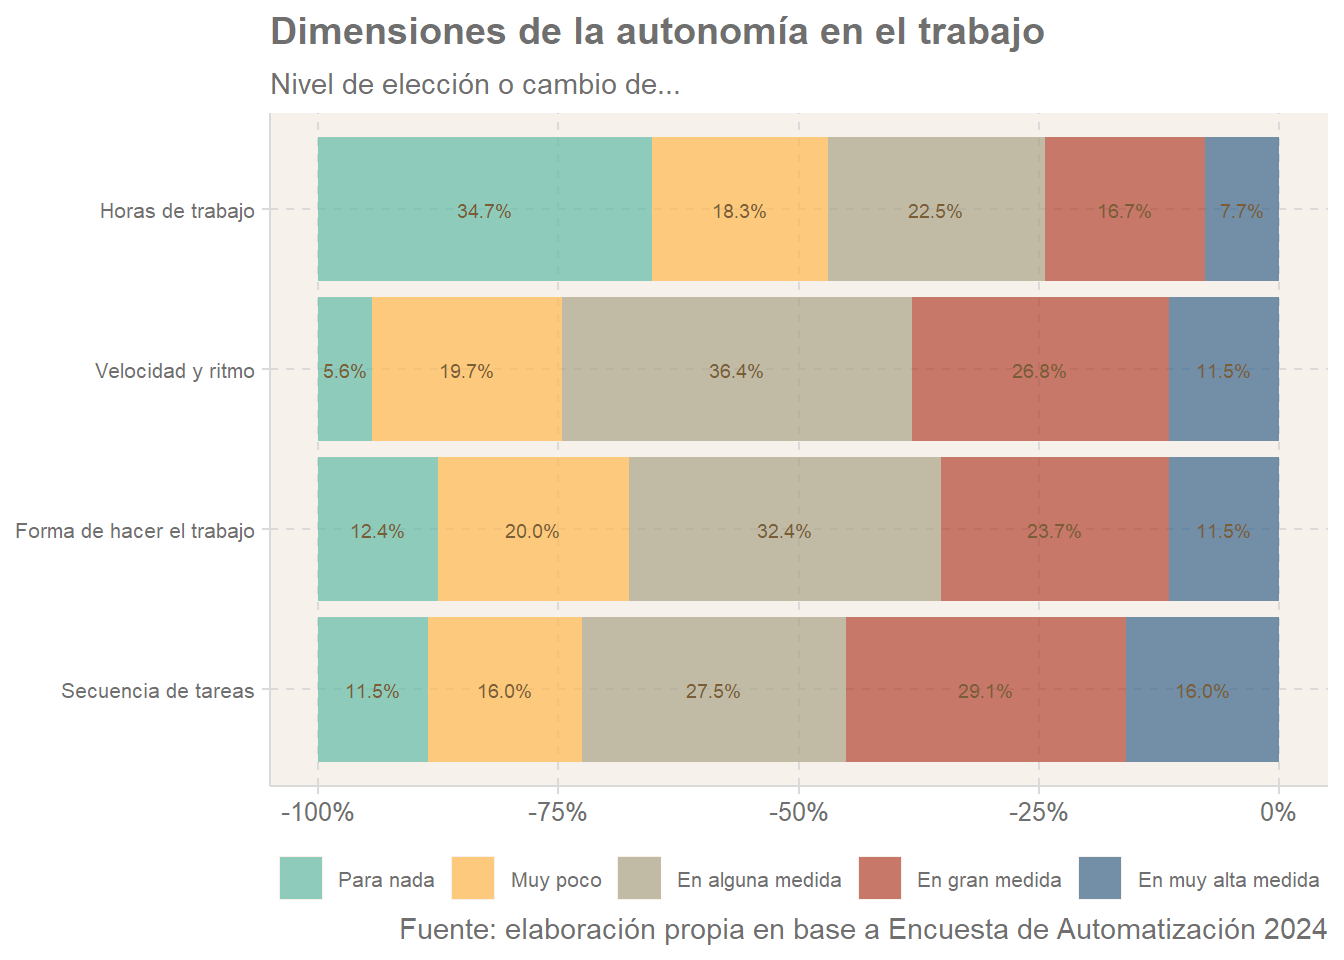 Dimensiones de la autonomía en el trabajo
Nivel de elección o cambio de...
Horas de trabajo 34.7% 18.3% 22.5% 16.7% 7.7%
Velocidad y ritmo 5.6% 19.7% 36.4% 26.8% 11.5%
Forma de hacer el trabajo 12.4% 20.0% 32.4% 23.7% 11.5%
Secuencia de tareas 11.5% 16.0% 27.5% 29.1% 16.0%
-100% -75% -50% -25% 0%
Para nada Muy poco En alguna medida En gran medida En muy alta medida
Fuente: elaboración propia en base a Encuesta de Automatización 2024